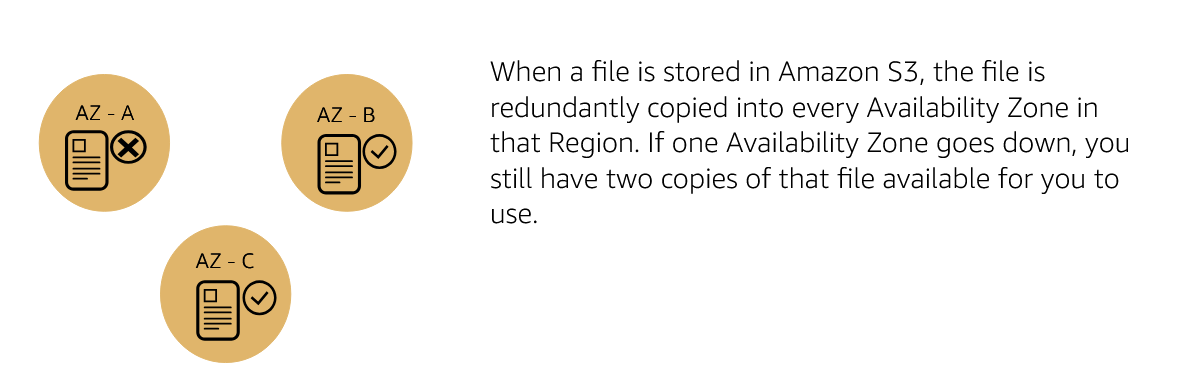 AZ - A
AZ - B
AZ - C
When a file is stored in Amazon S3, the file is
redundantly copied into every Availability Zone in
that Region. If one Availability Zone goes down, you
still have two copies of that file available for you to
use.